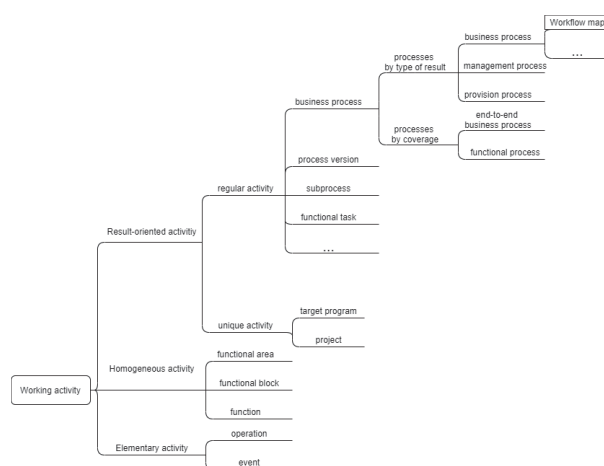 Workflow map
business process
...
processes
by type of result
management process
provision process
business process
end-to-end
business process
processes
by coverage
functional process
process version
regular activity
subprocess
functional task
Result-oriented activitiy
...
target program
unique activity
project
functional area
Homogeneous activity
functional block
Working activity
function
operation
Elementary activity
event